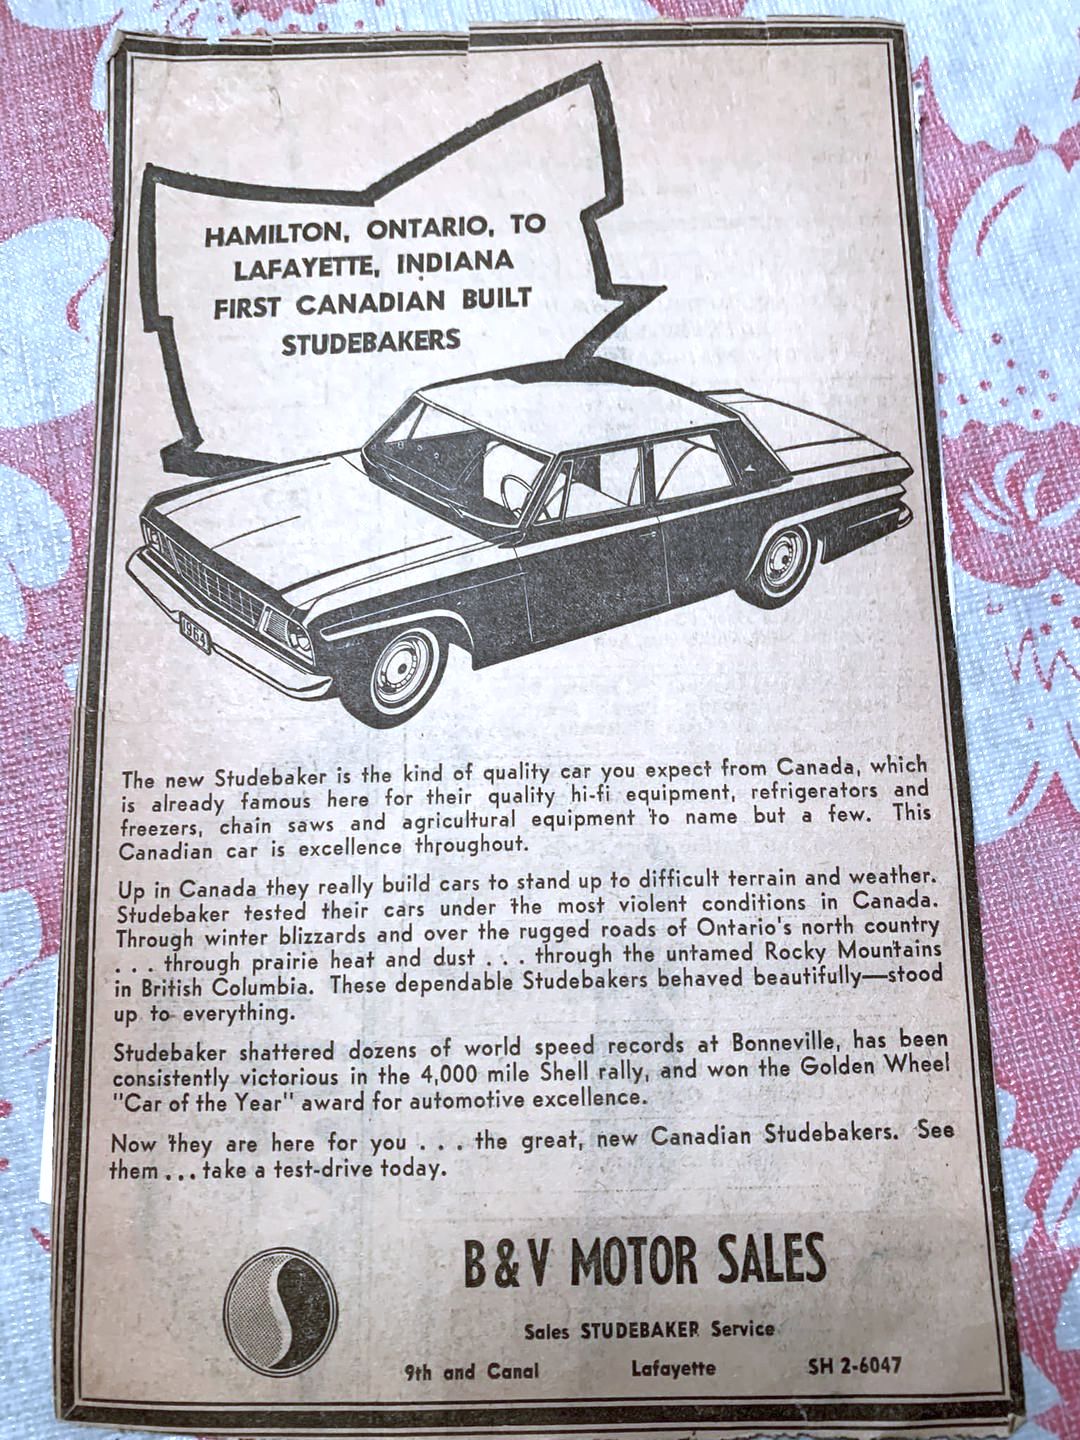 HAMILTON, ONTARIO, TO
LAFAYETTE, INDIANA
FIRST CANADIAN BUILT
STUDEBAKERS
1964
The new Studebaker is the kind of quality car you expect from Canada, which
is already famous here for their quality hi-fi equipment, refrigerators and
freezers, chain saws and agricultural equipment to name but a few. This
Canadian car is excellence throughout.
Up in Canada they really build cars to stand up to difficult terrain and weather.
Studebaker tested their cars under the most violent conditions in Canada.
Through winter blizzards and over the rugged roads of Ontario's north country
. . . through prairie heat and dust . . . through the untamed Rocky Mountains
in British Columbia. These dependable Studebakers behaved beautifully—stood
up to everything.
Studebaker shattered dozens of world speed records at Bonneville, has been
consistently victorious in the 4,000 mile Shell rally, and won the Golden Wheel
"Car of the Year" award for automotive excellence.
Now they are here for you . . . the great, new Canadian Studebakers. See
them . . . take a test-drive today.
B & V MOTOR SALES
Sales STUDEBAKER Service
9th and Canal Lafayette SH 2-6047